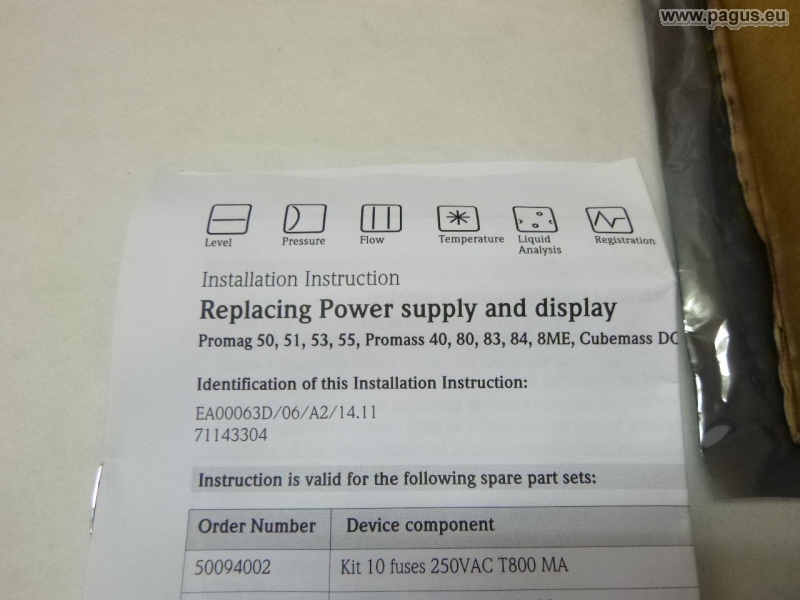 www.pagus.eu
Level Pressure Flow Temperature Liquid Analysis Registration
Installation Instruction
Replacing Power supply and display
Promag 50, 51, 53, 55, Promass 40, 80, 83, 84, 8ME, Cubemass DC
Identification of this Installation Instruction:
EA00063D/06/A2/14.11
71143304
Instruction is valid for the following spare part sets:
Order Number Device component
50094002 Kit 10 fuses 250VAC T800 MA